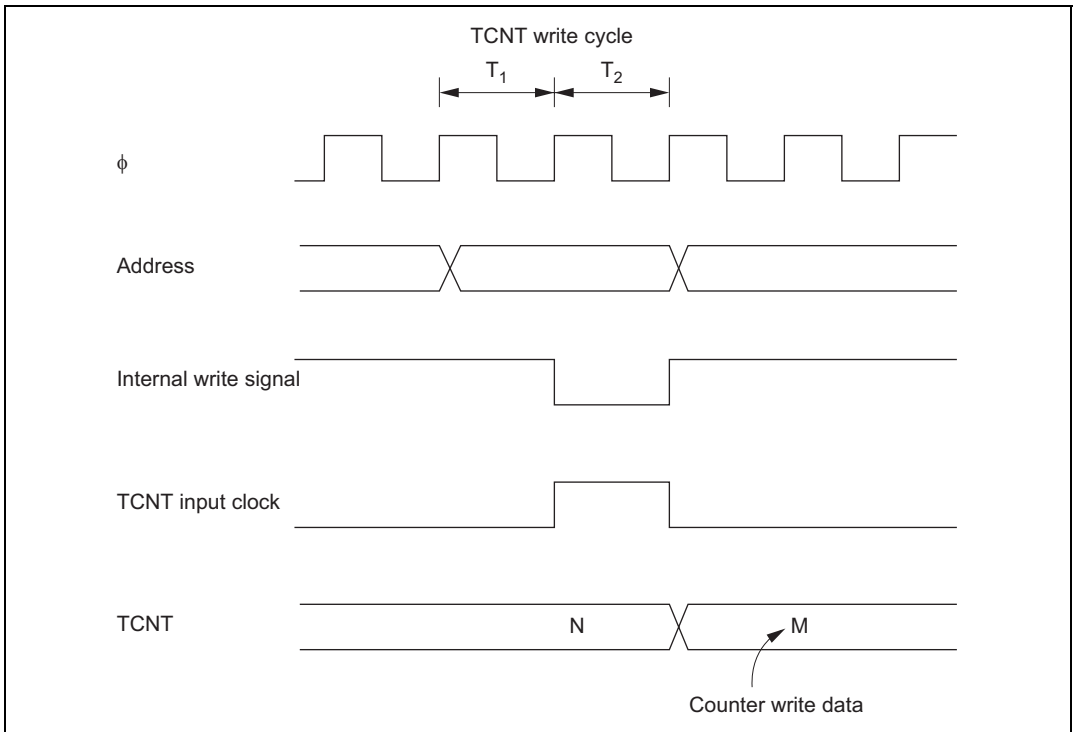 TCNT write cycle
T1 T2
ϕ
Address
Internal write signal
TCNT input clock
TCNT N M
Counter write data